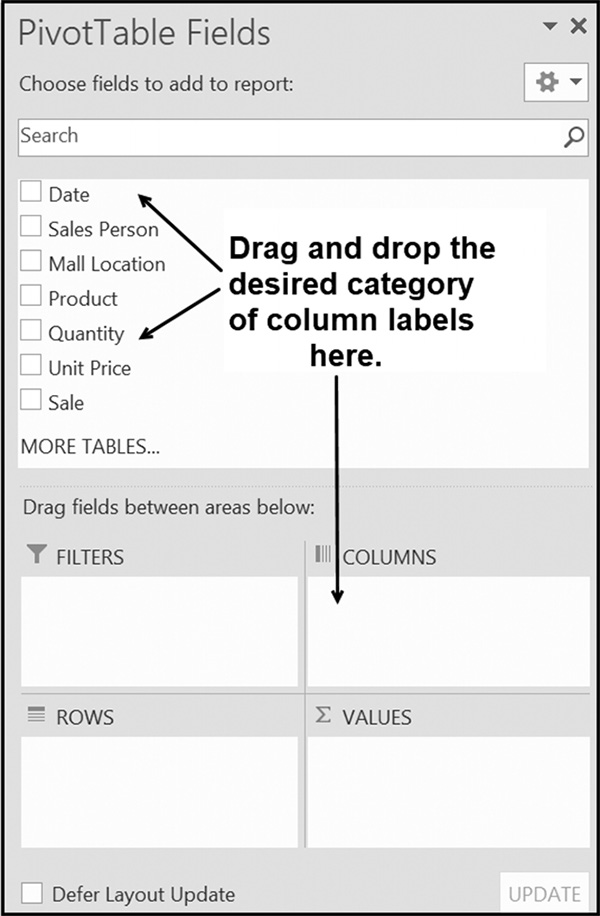 PivotTable Fields
Choose fields to add to report:
Search
Date
Sales Person
Mall Location
Product
Quantity
Unit Price
Sale
MORE TABLES...
Drag and drop the
desired category
of column labels
here.
Drag fields between areas below:
FILTERS
COLUMNS
ROWS
Σ VALUES
Defer Layout Update
UPDATE